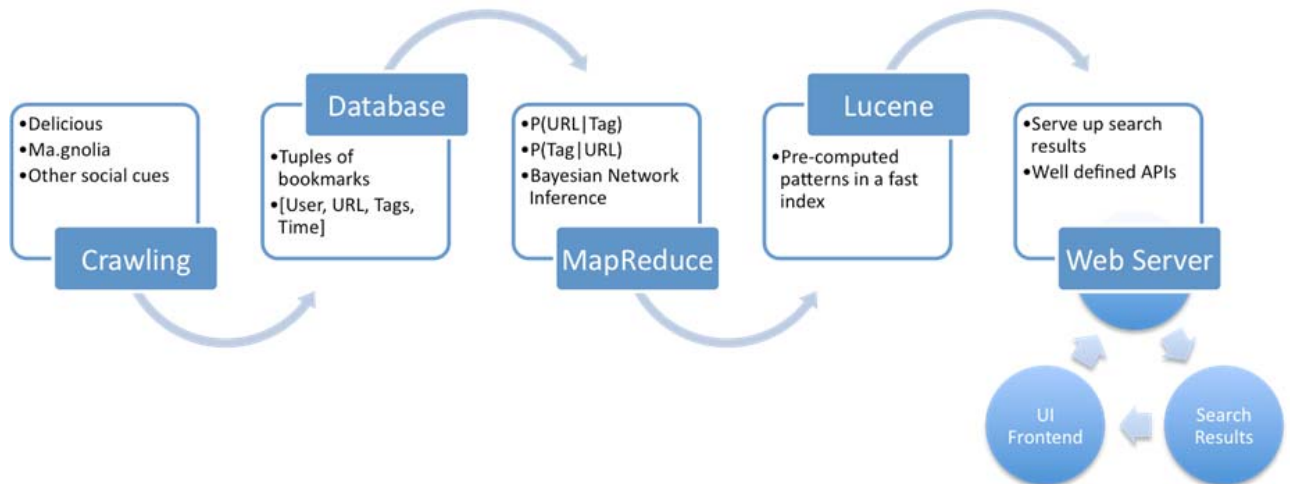 •Delicious
•Ma.gnolia
•Other social cues
Crawling
Database
•Tuples of
bookmarks
•[User, URL, Tags,
Time]
•P(URL|Tag)
•P(Tag|URL)
•Bayesian Network
Inference
MapReduce
Lucene
•Pre-computed
patterns in a fast
index
•Serve up search
results
•Well defined APIs
Web Server
UI
Frontend
Search
Results